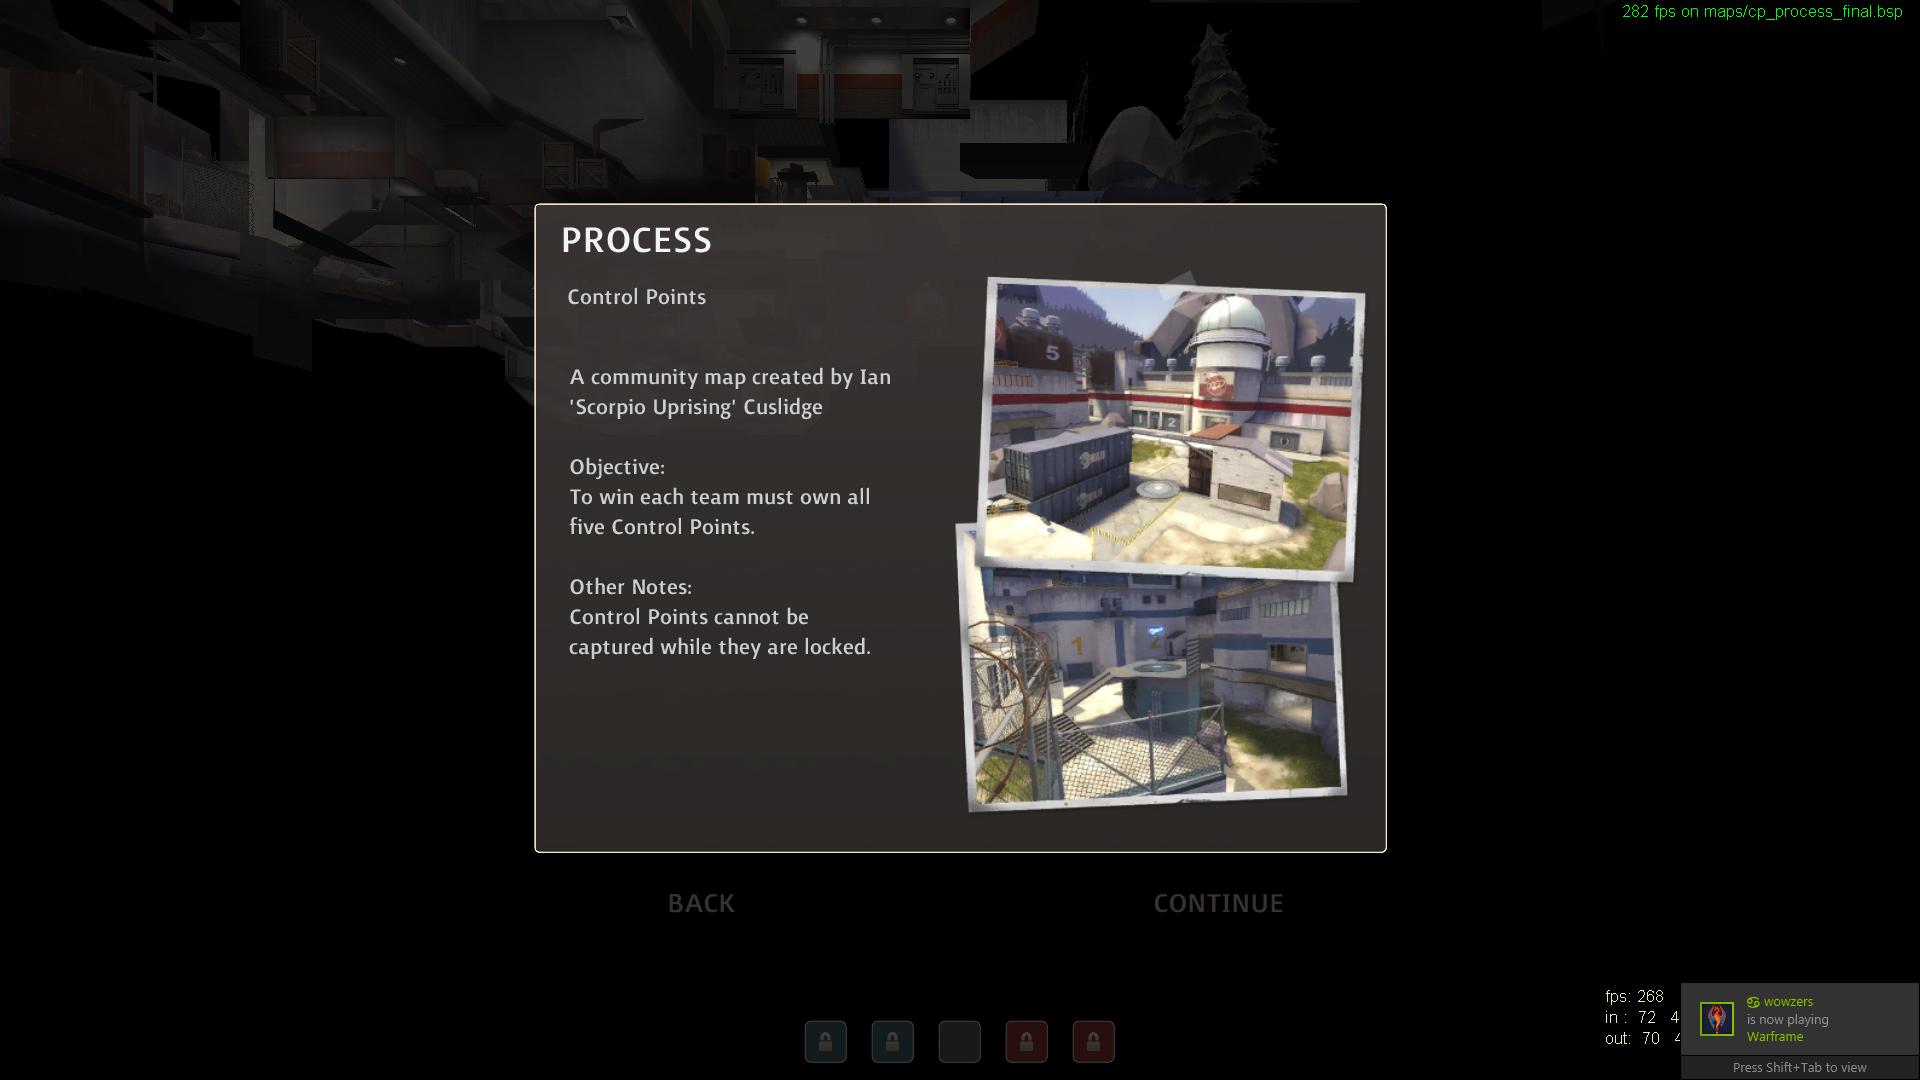 282 fps on maps/cp_process_final.bsp
PROCESS
Control Points
A community map created by Ian
'Scorpio Uprising' Cuslidge
Objective:
To win each team must own all
five Control Points.
Other Notes:
Control Points cannot be
captured while they are locked.
5
1 2
1
2
BACK
CONTINUE
fps: 268
in : 72 4
out: 70 4
wowzers
is now playing
Warframe
Press Shift+Tab to view